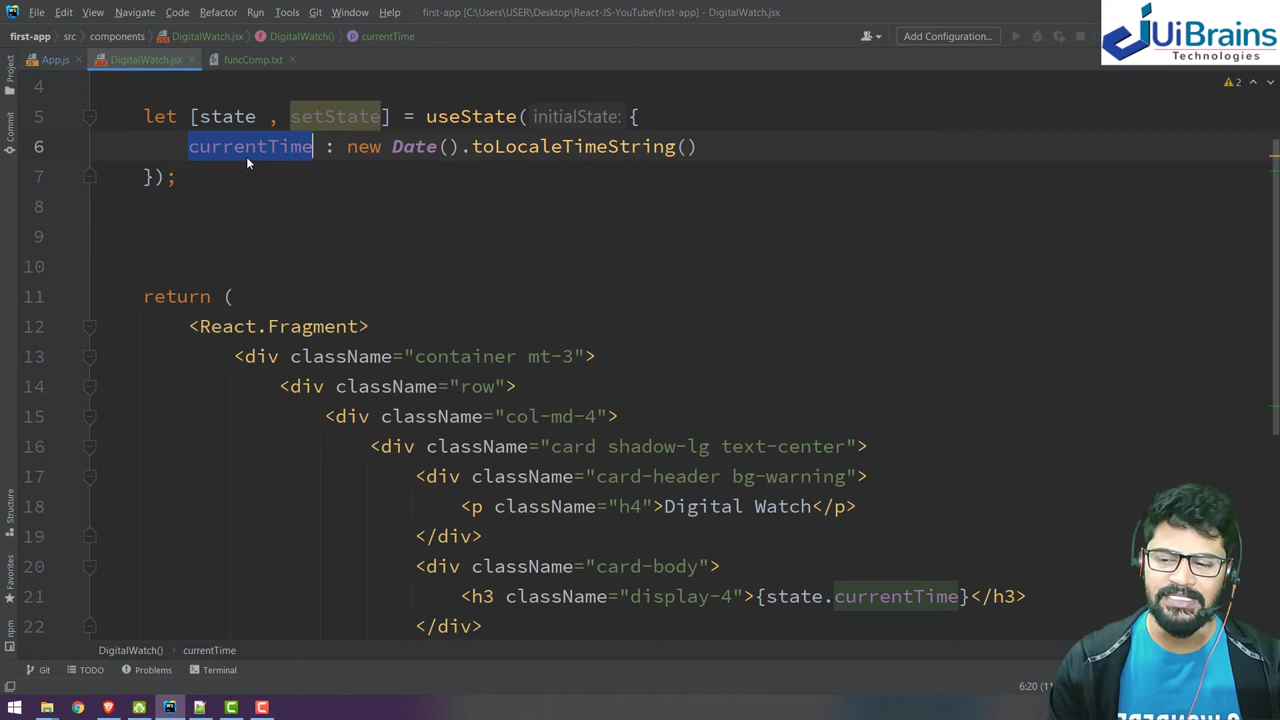 File Edit View Navigate Code Refactor Run Tools Git Window Help first-app [C:\Users\USER\Desktop\React-JS-YouTube\first-app] - DigitalWatch.jsx
UiBrains
Technologies
first-app src components DigitalWatch.jsx DigitalWatch() currentTime Add Configuration...
App.js DigitalWatch.jsx funcComp.txt
Project
Commit
Structure
Favorites
npm
2
4
5 let [state , setState] = useState( initialState: {
6 currentTime : new Date().toLocaleTimeString()
7 });
8
9
10
11 return (
12 <React.Fragment>
13 <div className="container mt-3">
14 <div className="row">
15 <div className="col-md-4">
16 <div className="card shadow-lg text-center">
17 <div className="card-header bg-warning">
18 <p className="h4">Digital Watch</p>
19 </div>
20 <div className="card-body">
21 <h3 className="display-4">{state.currentTime}</h3>
22 </div>
DigitalWatch() currentTime
Git TODO Problems Terminal
6:20